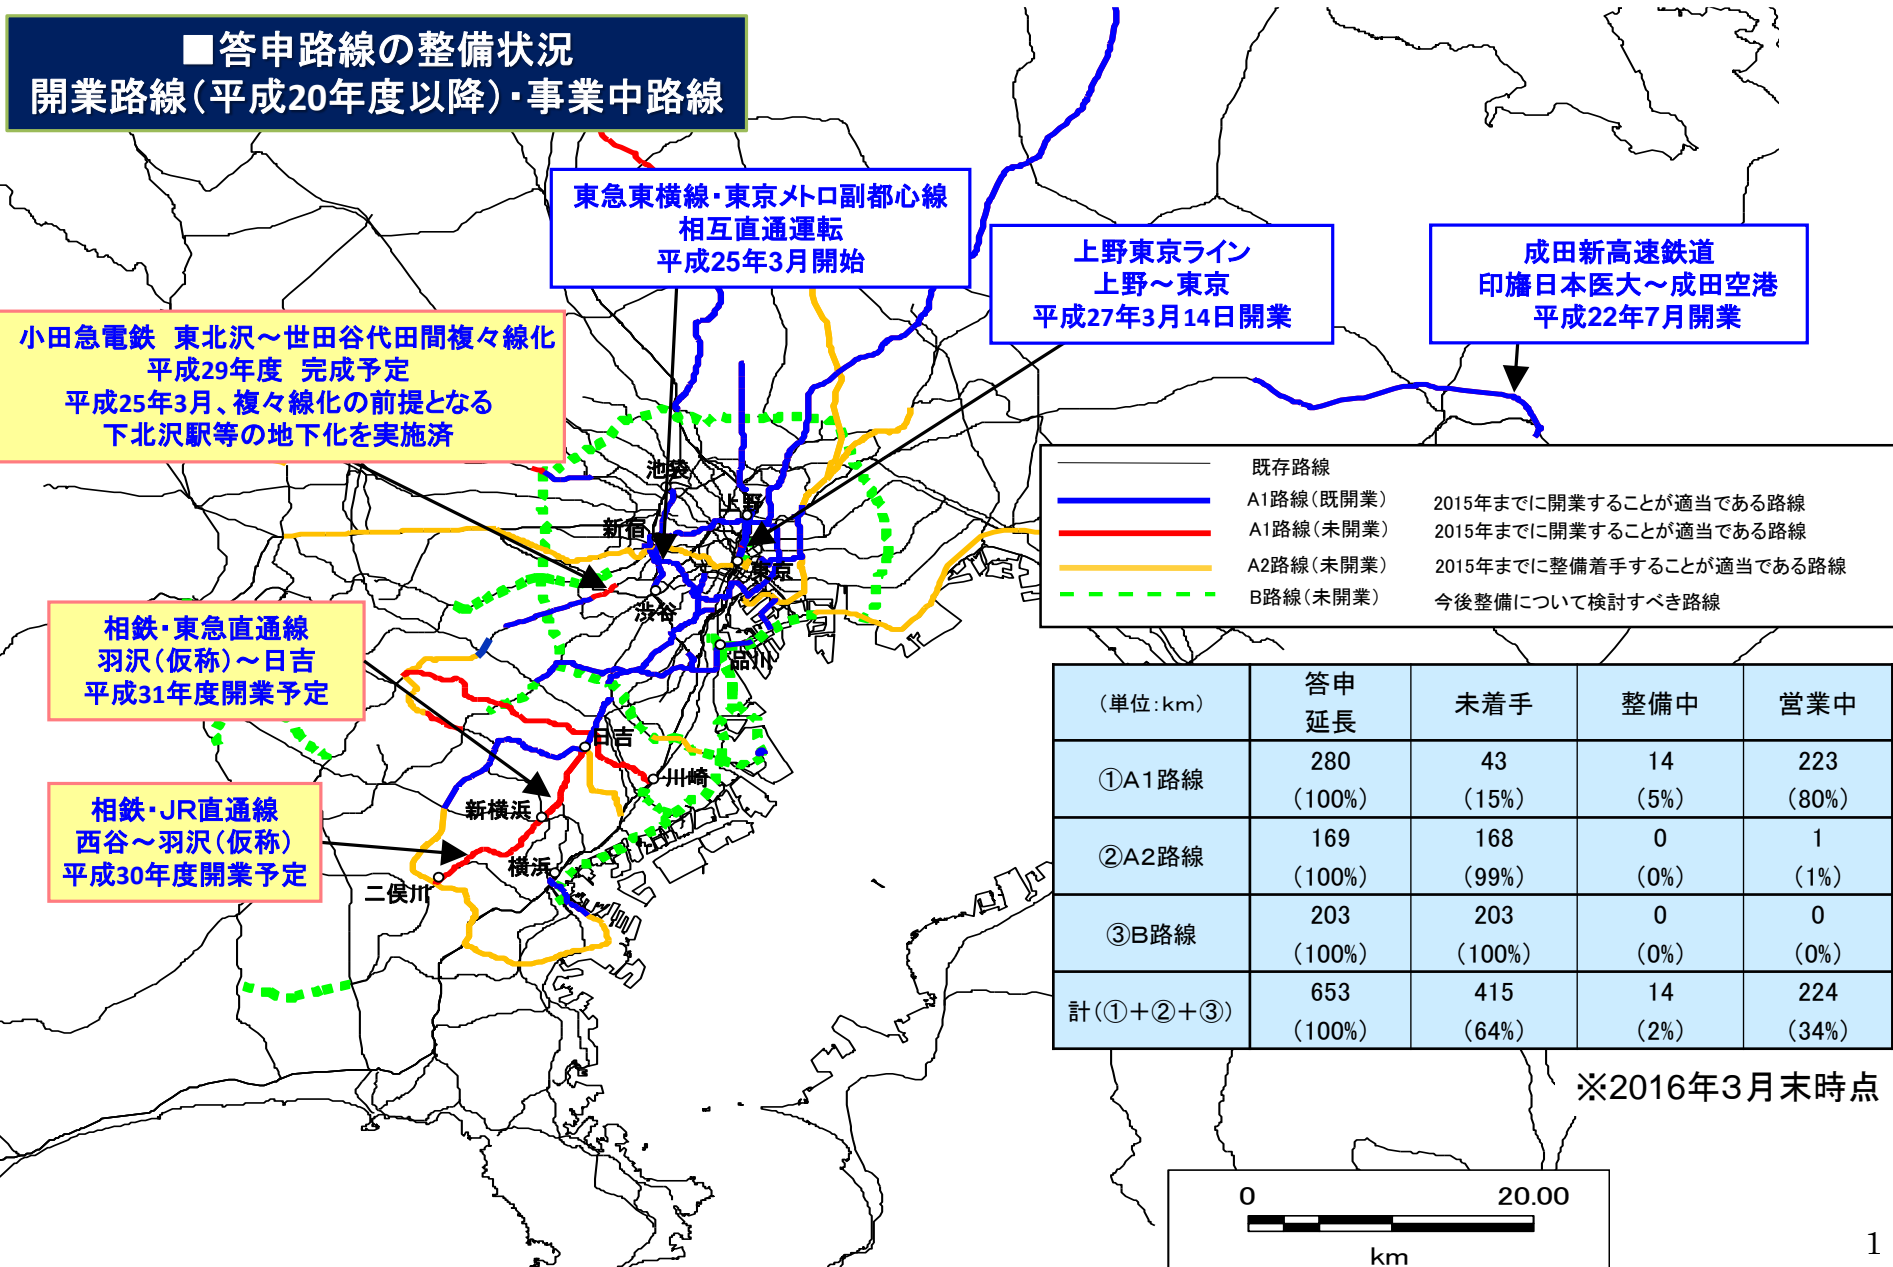 ■答申路線の整備状況
開業路線(平成20年度以降)・事業中路線
東急東横線・東京メトロ副都心線
相互直通運転
平成25年3月開始
上野東京ライン
上野～東京
平成27年3月14日開業
成田新高速鉄道
印旛日本医大～成田空港
平成22年7月開業
小田急電鉄 東北沢～世田谷代田間複々線化
平成29年度 完成予定
平成25年3月、複々線化の前提となる
下北沢駅等の地下化を実施済
既存路線
A1路線(既開業) 2015年までに開業することが適当である路線
A1路線(未開業) 2015年までに開業することが適当である路線
A2路線(未開業) 2015年までに整備着手することが適当である路線
B路線(未開業) 今後整備について検討すべき路線
池袋
上野
新宿
東京
渋谷
品川
相鉄・東急直通線
羽沢(仮称)～日吉
平成31年度開業予定
日吉
川崎
相鉄・JR直通線
西谷～羽沢(仮称)
平成30年度開業予定
新横浜
横浜
二俣川
(単位:km) 答申延長 未着手 整備中 営業中
①A1路線 280 43 14 223
(100%) (15%) (5%) (80%)
②A2路線 169 168 0 1
(100%) (99%) (0%) (1%)
③B路線 203 203 0 0
(100%) (100%) (0%) (0%)
計(①+②+③) 653 415 14 224
(100%) (64%) (2%) (34%)
※2016年3月末時点
0 20.00
km
1